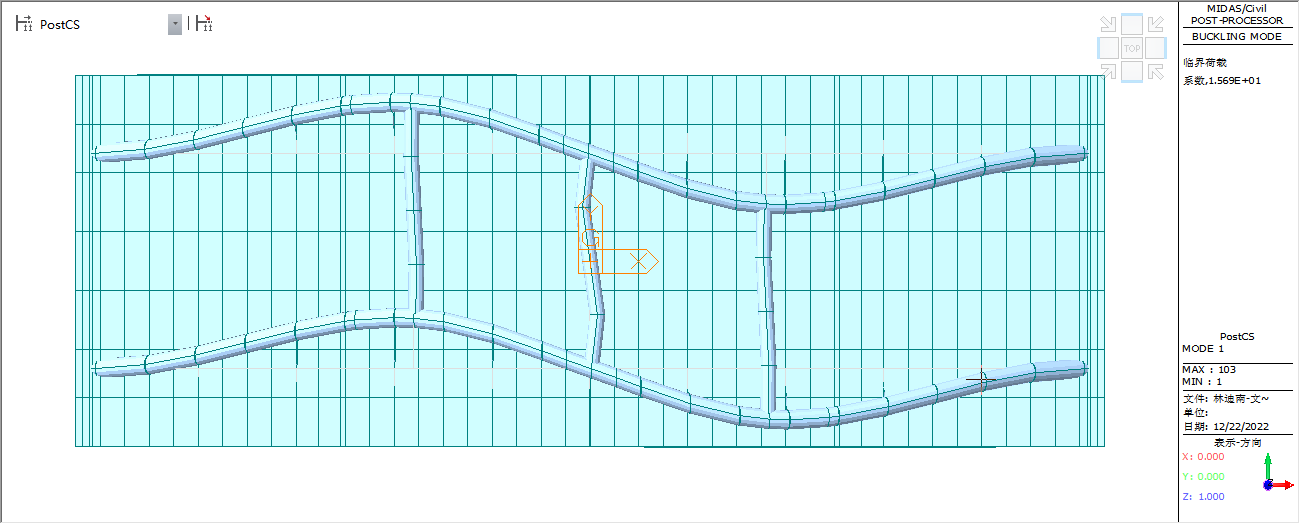 PostCS
TOP
MIDAS/Civil
POST-PROCESSOR
BUCKLING MODE
临界荷载
系数,1.569E+01
PostCS
MODE 1
MAX : 103
MIN : 1
文件: 林迪南-文~
单位:
日期: 12/22/2022
表示-方向
X: 0.000
Y: 0.000
Z: 1.000